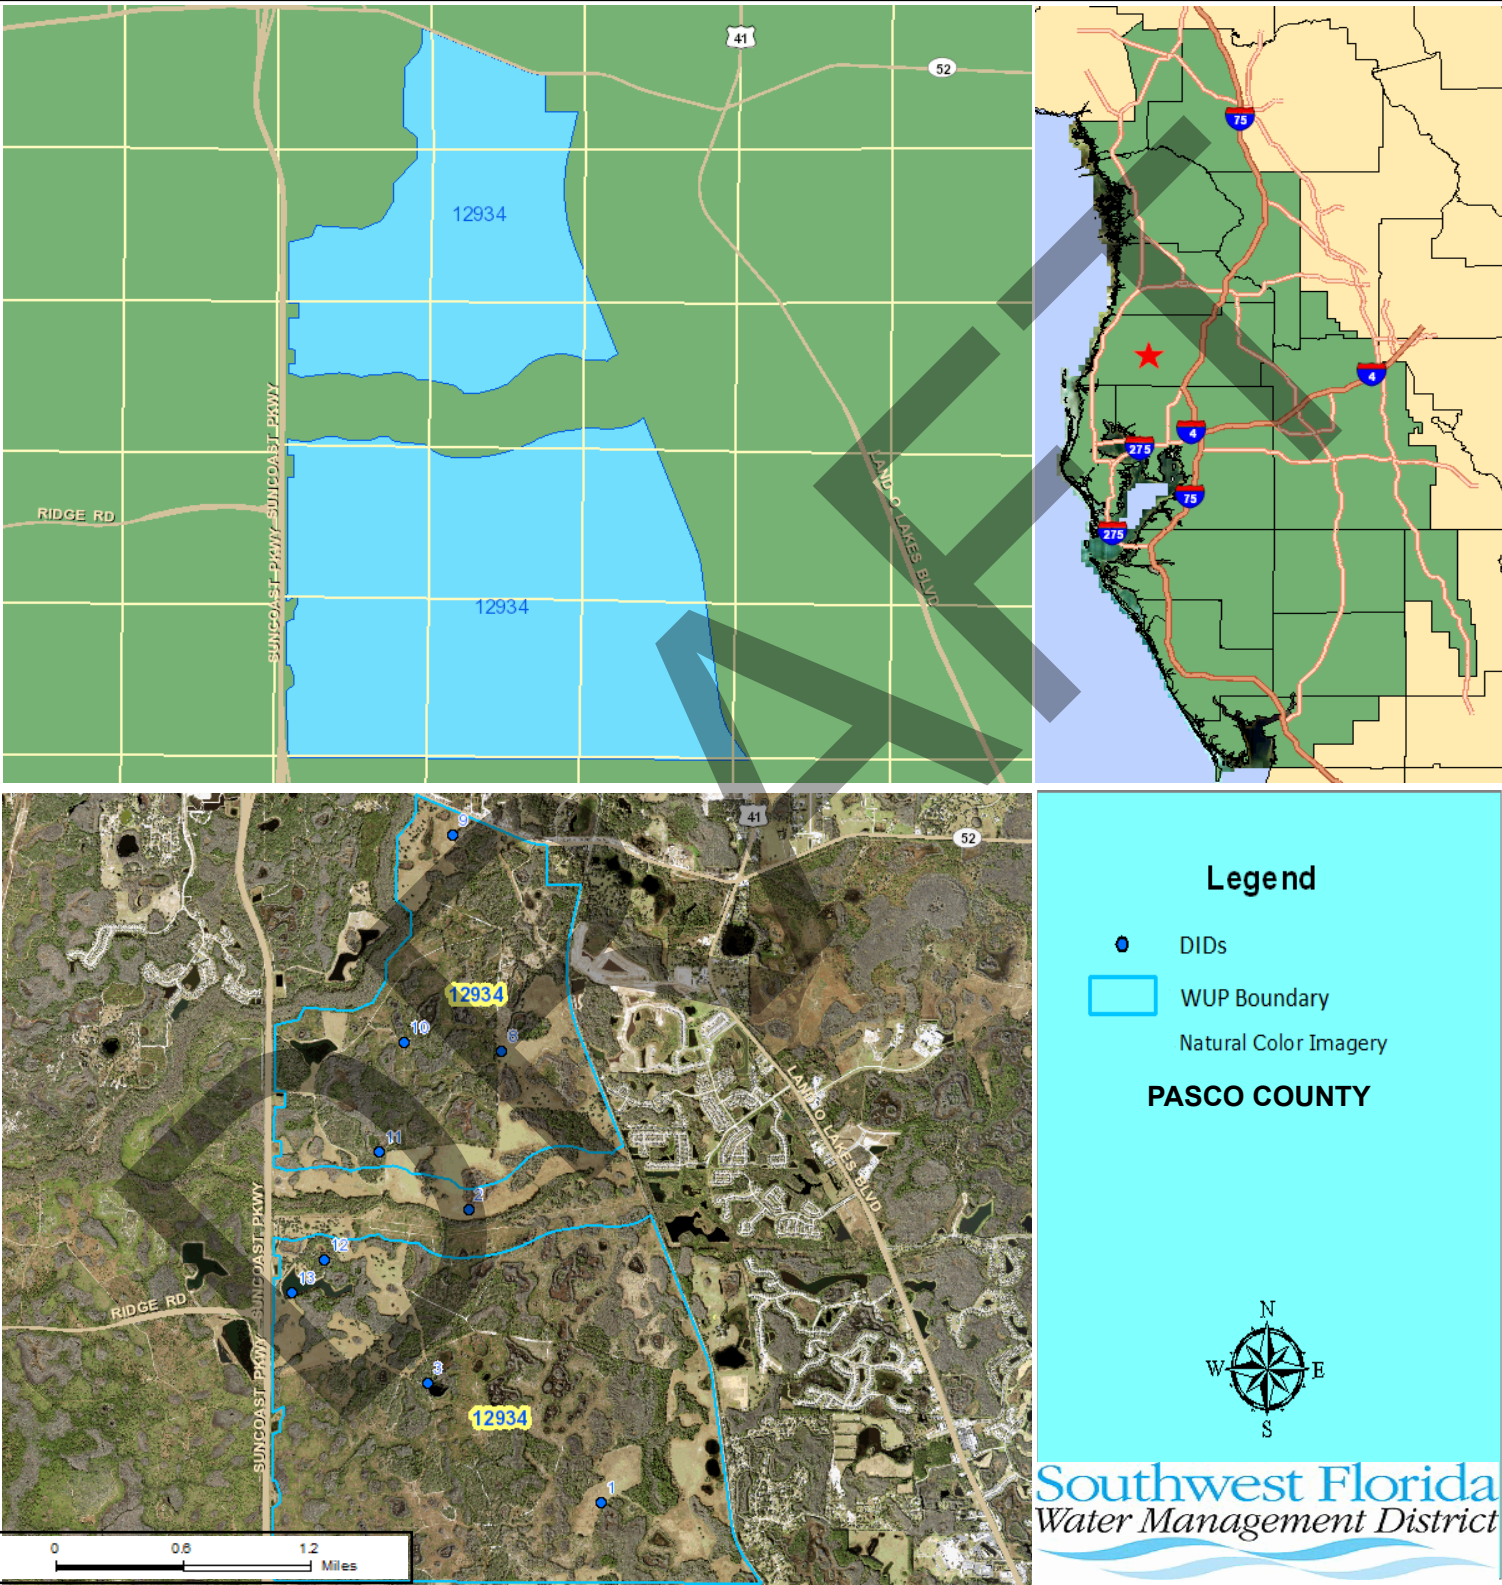 41
52
12934
RIDGE RD
SUNCOAST PKWY SUNCOAST PKWY
LAND O LAKES BLVD
12934
75
4
4
275
75
275
DRAFT
41
52
9
12934
10
6
11
2
12
13
RIDGE RD
SUNCOAST PKWY SUNCOAST PKWY
LAND O LAKES BLVD
3
12934
1
0 0.6 1.2
Miles
Legend
DIDs
WUP Boundary
Natural Color Imagery
PASCO COUNTY
N
W E
S
Southwest Florida
Water Management District